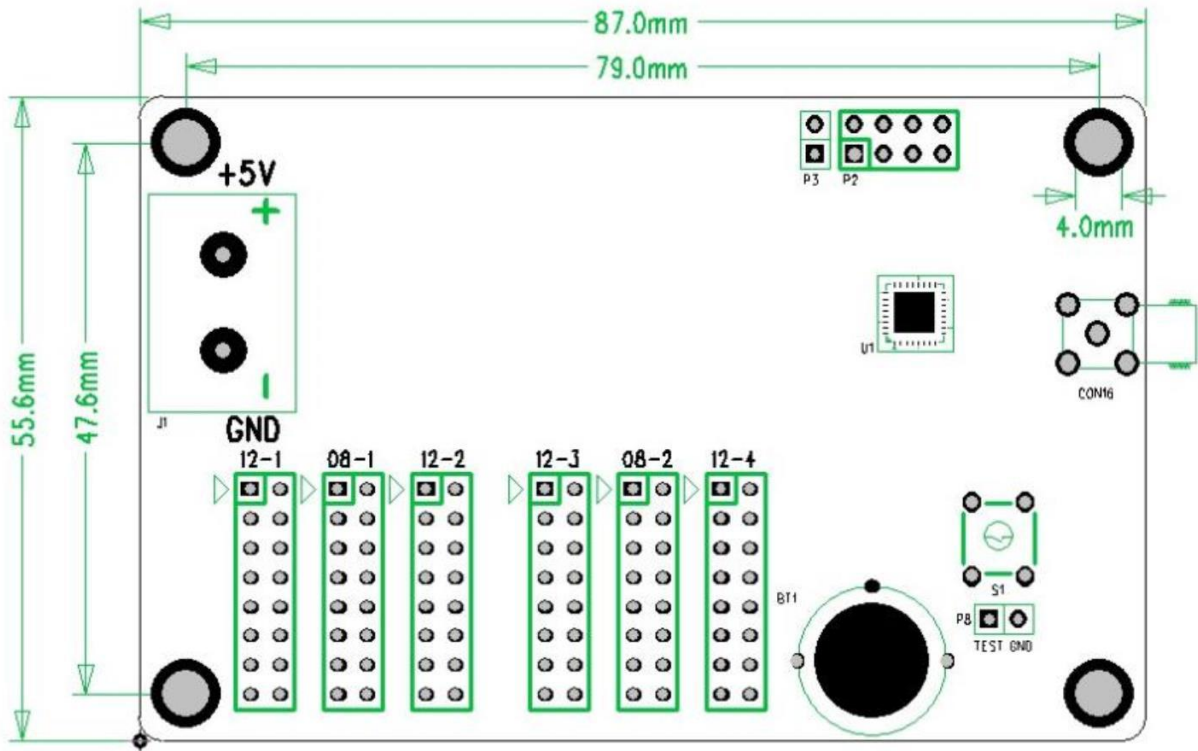 87.0mm
79.0mm
+5V
+
P3
P2
4.0mm
55.6mm
47.6mm
U1
CON16
-
J1
GND
12-1
08-1
12-2
12-3
08-2
12-4
BT1
S1
P8
TEST GND